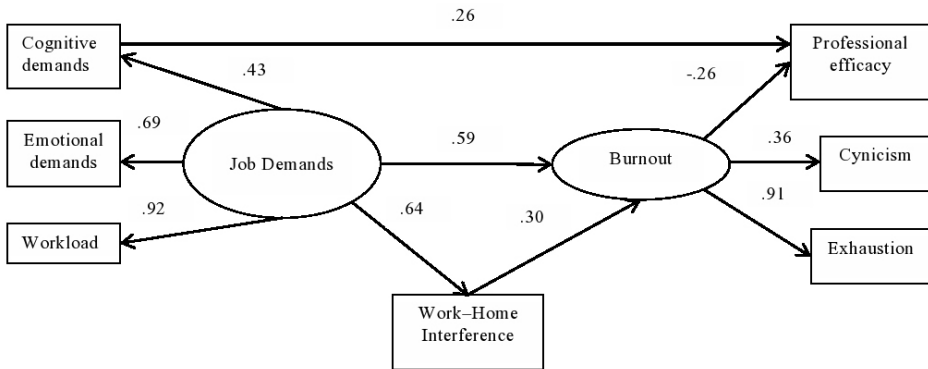 .26
Cognitive
demands
Professional
efficacy
.43
-.26
.69
Emotional
demands
Job Demands
.59
Burnout
.36
Cynicism
.92
.64
.30
.91
Workload
Exhaustion
Work–Home
Interference